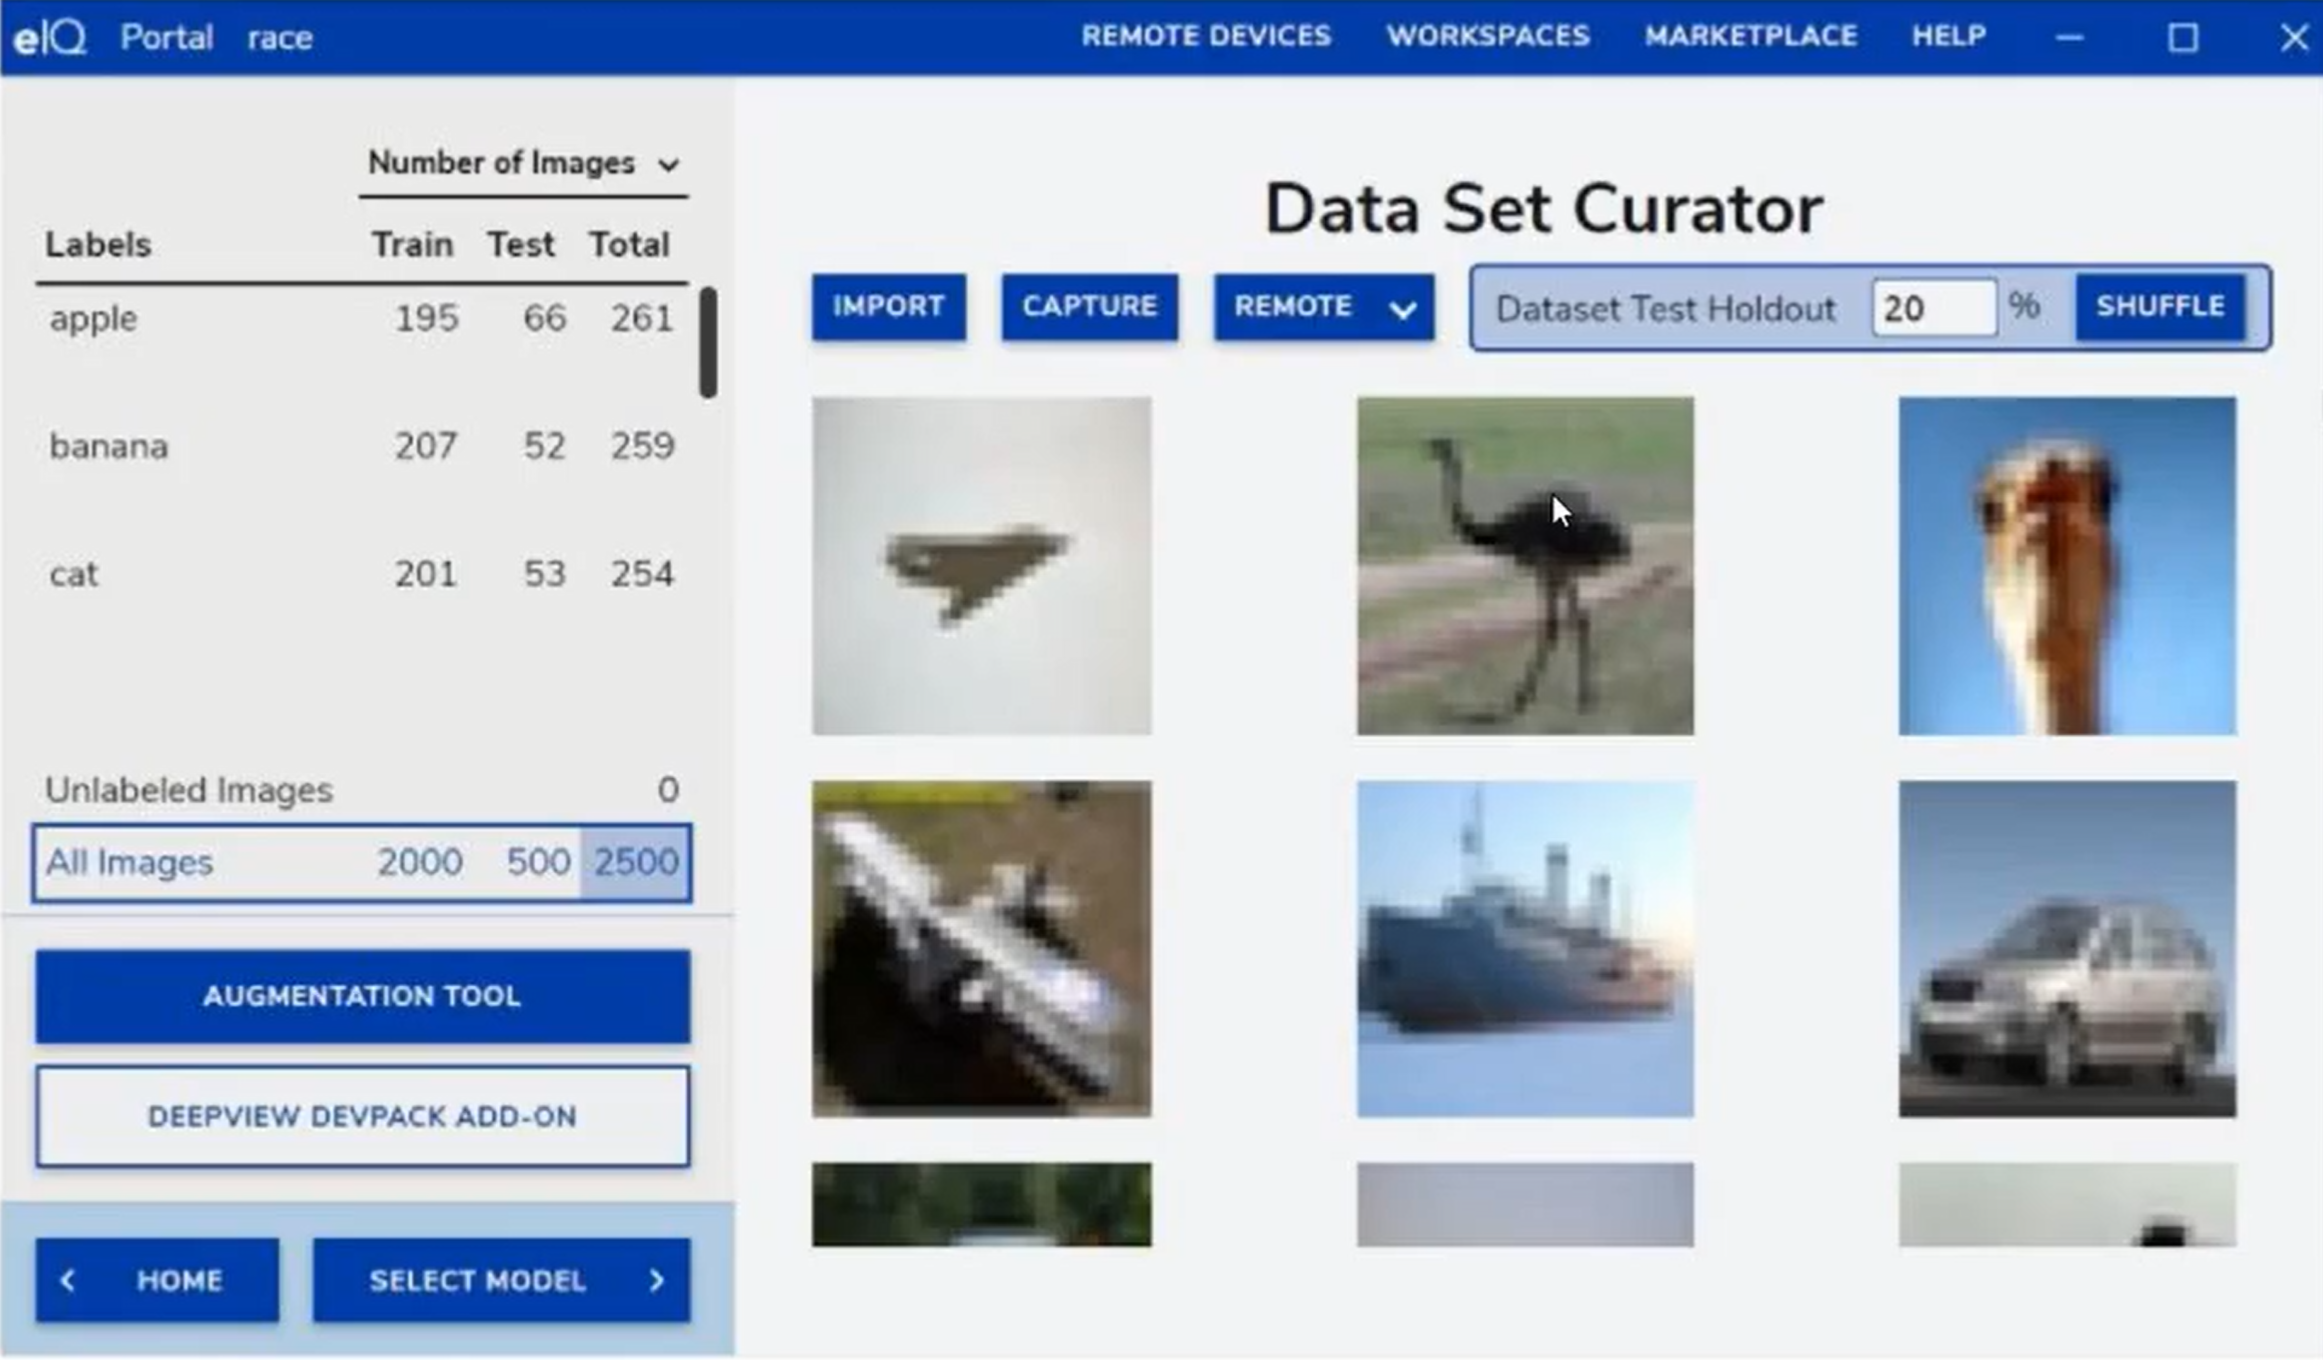 eIQ Portal race REMOTE DEVICES WORKSPACES MARKETPLACE HELP
Number of Images
Labels Train Test Total
apple 195 66 261
banana 207 52 259
cat 201 53 254
Unlabeled Images 0
All Images 2000 500 2500
AUGMENTATION TOOL
DEEPVIEW DEVPACK ADD-ON
HOME SELECT MODEL
Data Set Curator
IMPORT CAPTURE REMOTE Dataset Test Holdout 20 % SHUFFLE